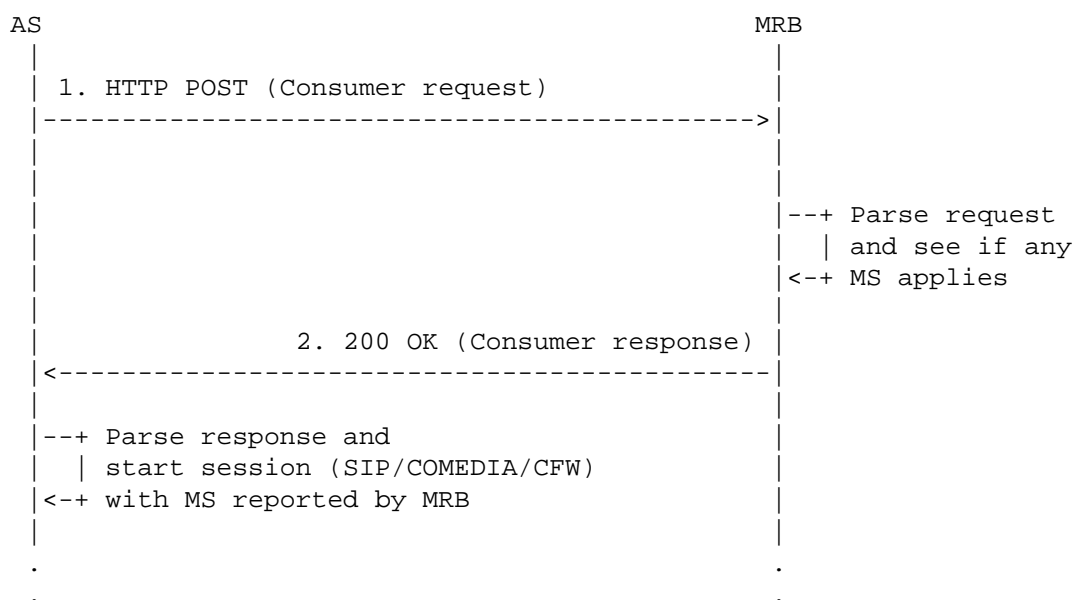 AS MRB
1. HTTP POST (Consumer request)
--+ Parse request
| and see if any
<-+ MS applies
2. 200 OK (Consumer response)
--+ Parse response and
| start session (SIP/COMEDIA/CFW)
<-+ with MS reported by MRB